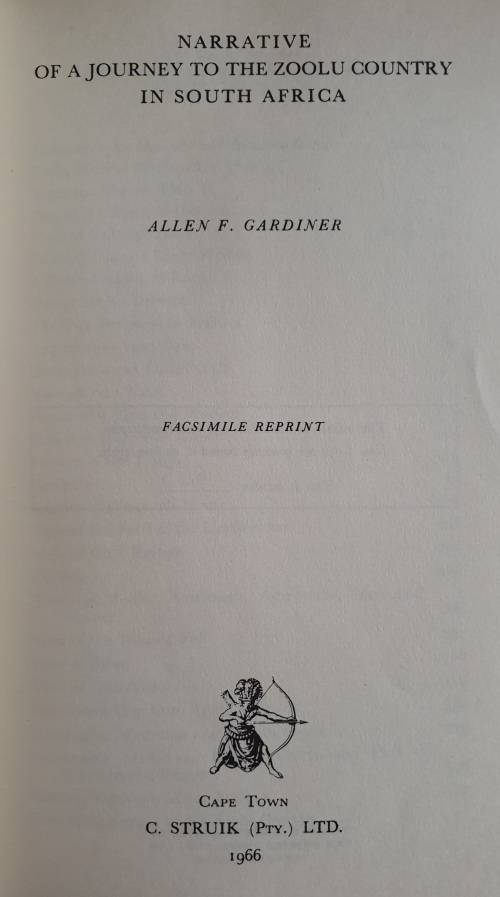 NARRATIVE
OF A JOURNEY TO THE ZOOLU COUNTRY
IN SOUTH AFRICA
ALLEN F. GARDINER
FACSIMILE REPRINT
CAPE TOWN
C. STRUIK (PTY.) LTD.
1966